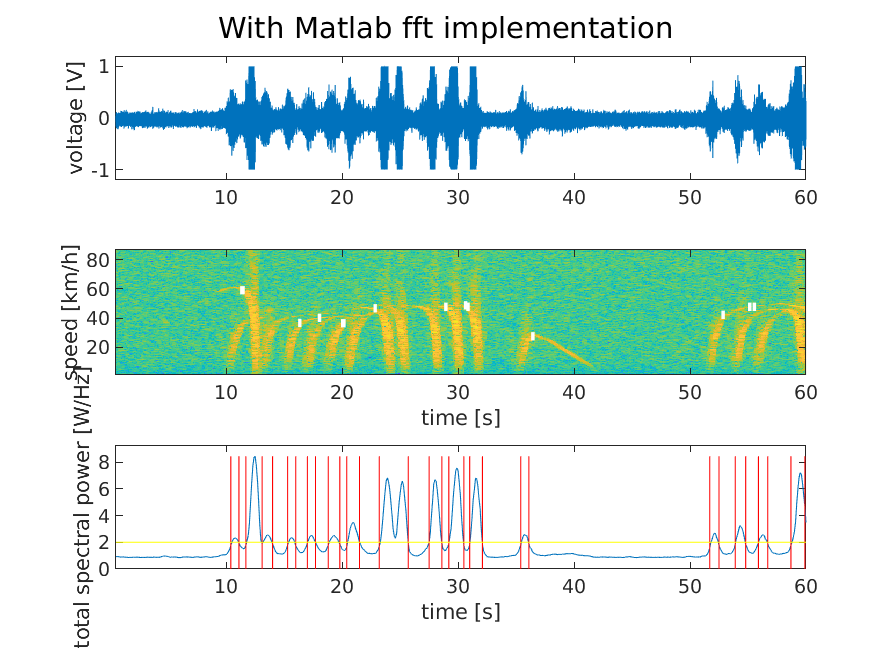 With Matlab fft implementation
voltage [V]
1
0
-1
10 20 30 40 50 60
speed [km/h]
80
60
40
20
10 20 30 40 50 60
time [s]
total spectral power [W/Hz]
8
6
4
2
0
10 20 30 40 50 60
time [s]